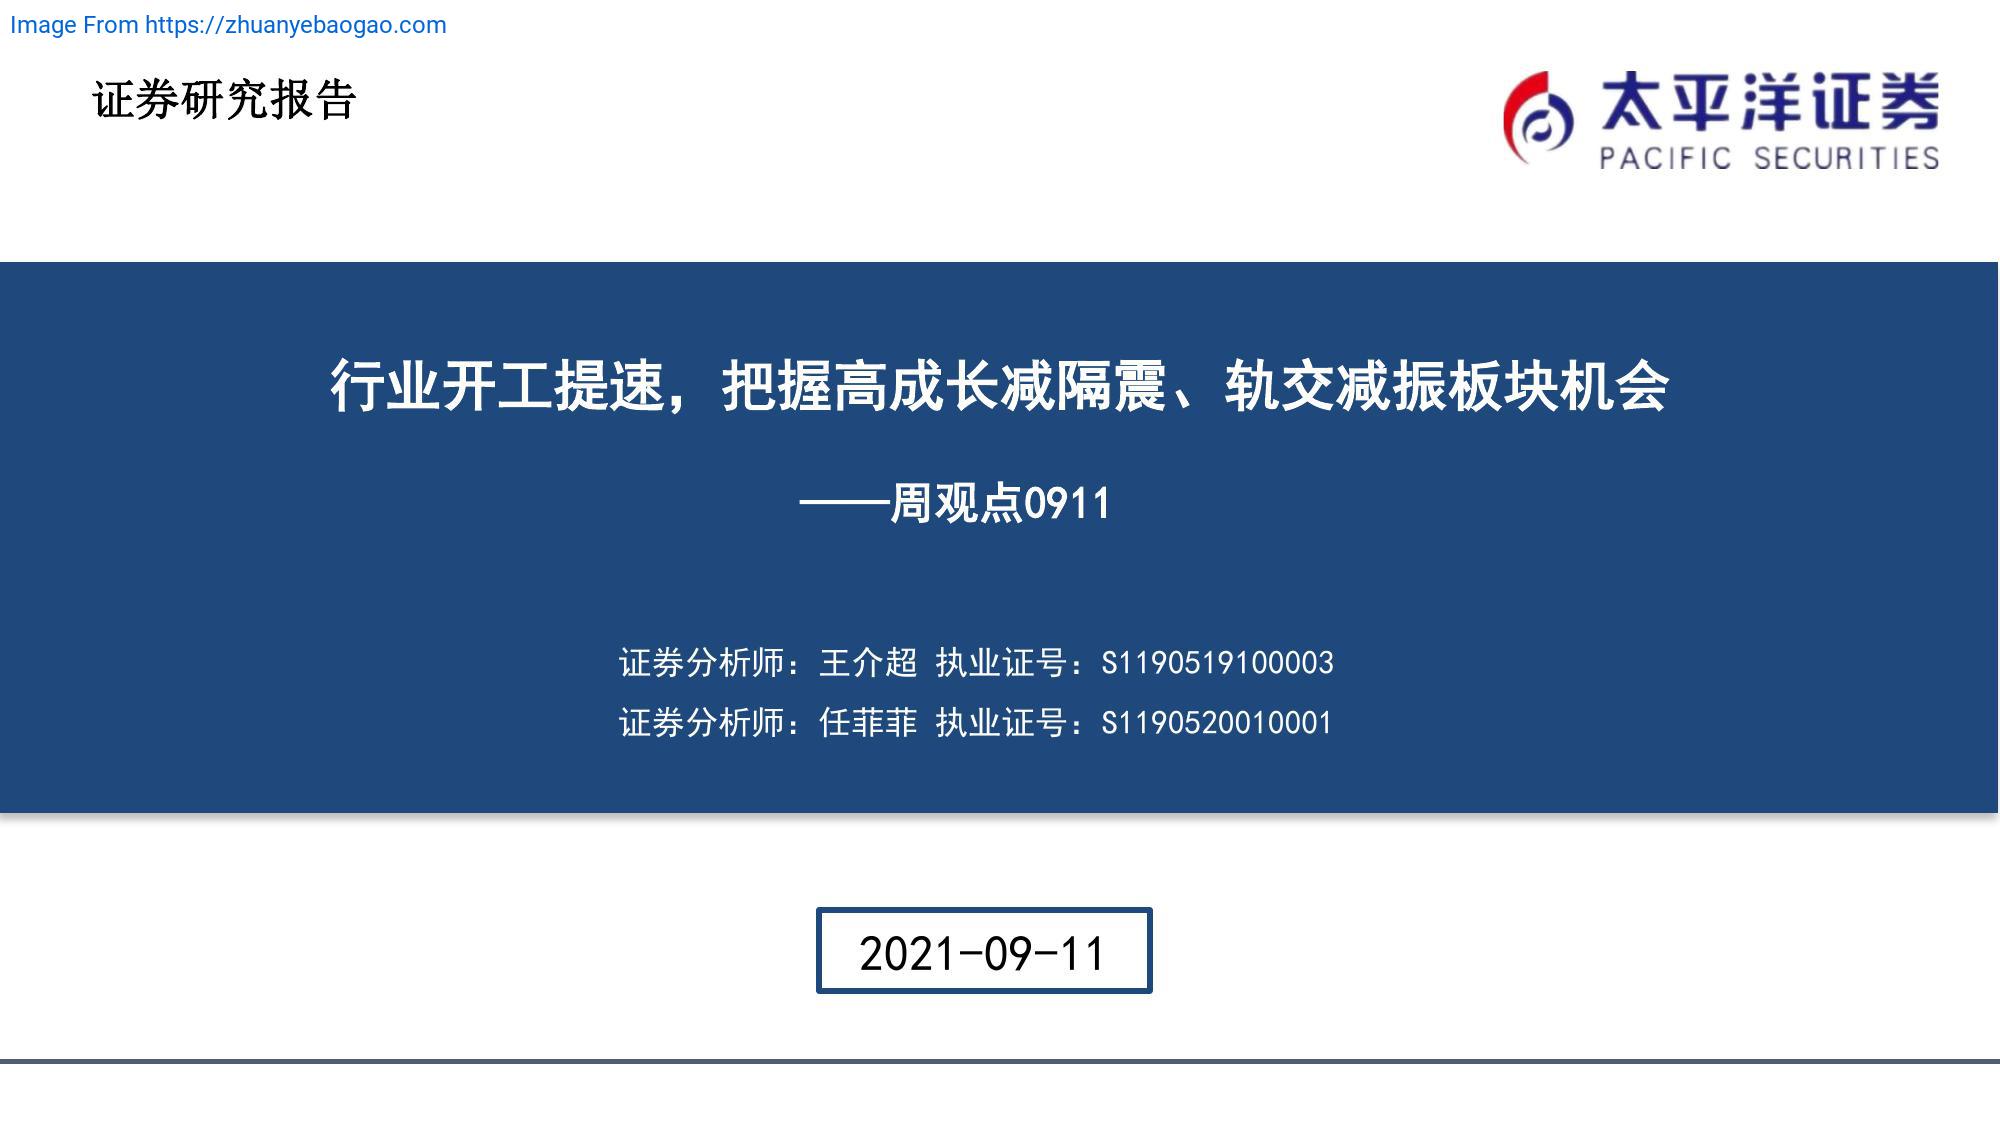 Image From https://zhuanyebaogao.com
证券研究报告
太平洋证券
PACIFIC SECURITIES
行业开工提速，把握高成长减隔震、轨交减振板块机会
——周观点0911
证券分析师：王介超 执业证号：S1190519100003
证券分析师：任菲菲 执业证号：S1190520010001
2021-09-11